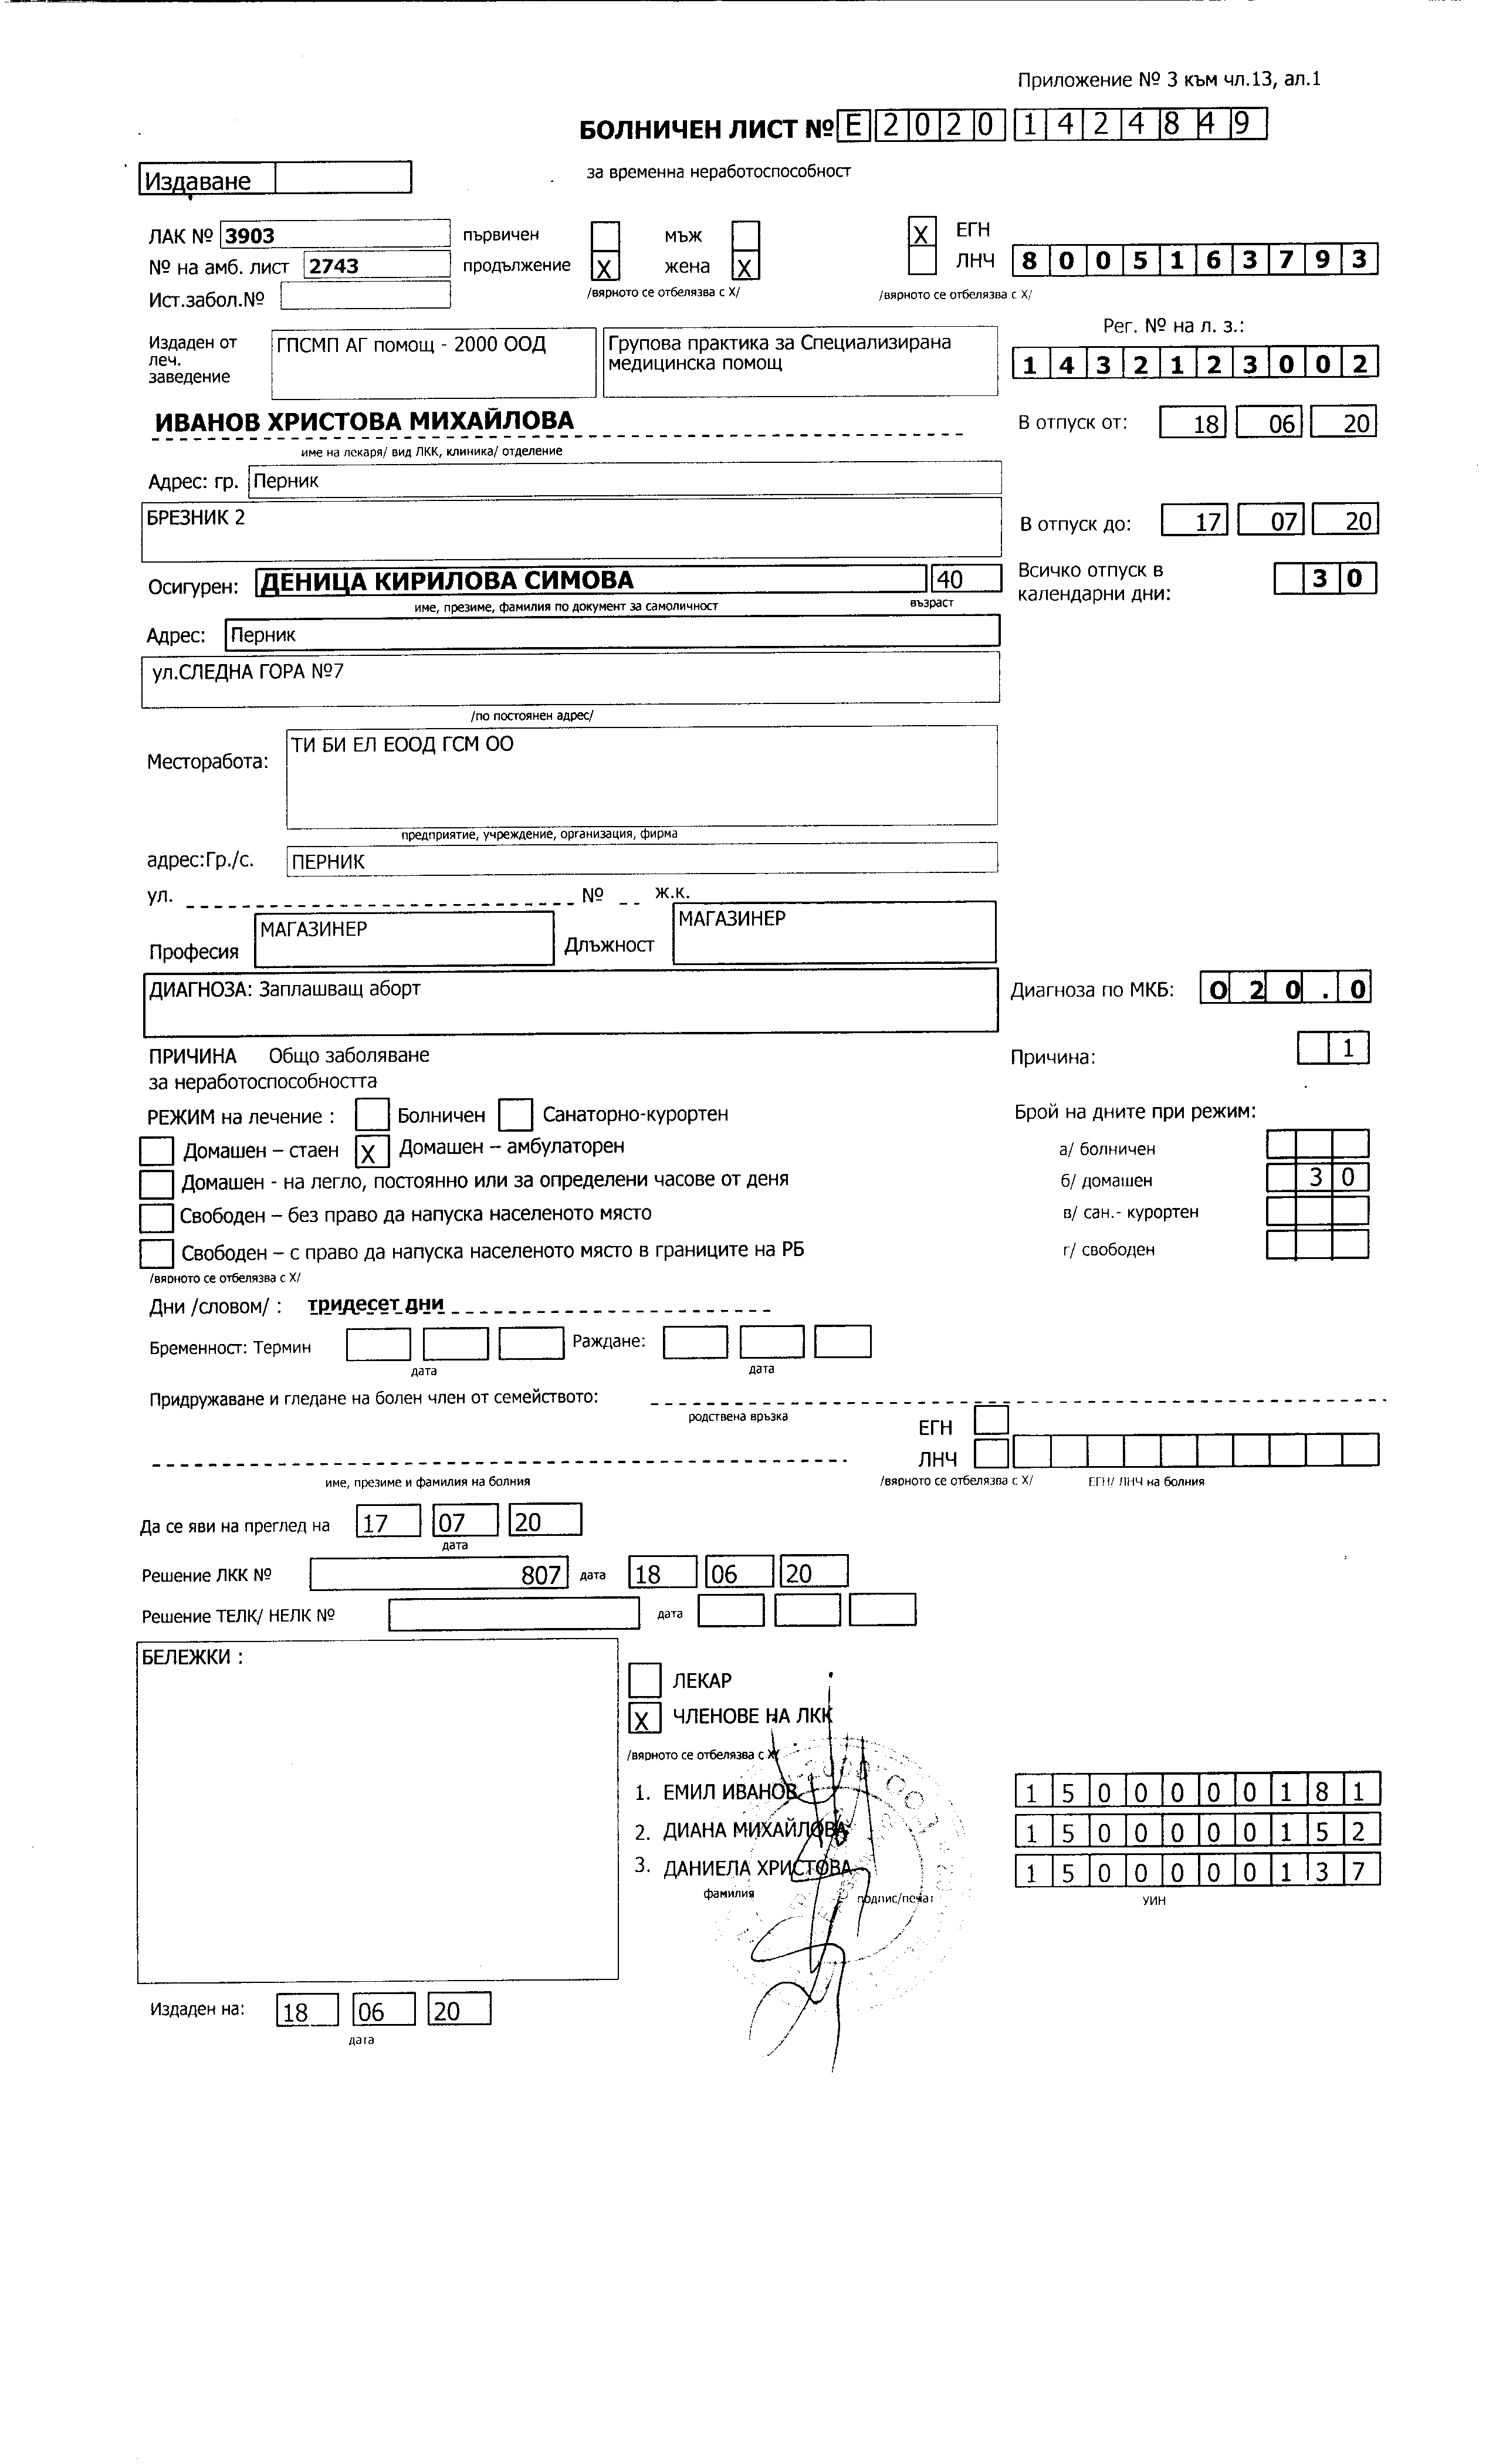 Приложение № 3 към чл.13, ал.1
БОЛНИЧЕН ЛИСТ № Е 2020 1424849
за временна неработоспособност
Издаване
ЛАК № 3903 първичен мъж X ЕГН
№ на амб. лист 2743 продължение X жена X ЛНЧ 8005163793
/вярното се отбелязва с X/ /вярното се отбелязва с X/
Ист.забол.№
Рег. № на л. з.:
Издаден от леч. заведение ГПСМП АГ помощ - 2000 ООД Групова практика за Специализирана медицинска помощ 1432123002
ИВАНОВ ХРИСТОВА МИХАЙЛОВА В отпуск от: 18 06 20
име на лекаря/ вид ЛКК, клиника/ отделение
Адрес: гр. Перник
БРЕЗНИК 2 В отпуск до: 17 07 20
Осигурен: ДЕНИЦА КИРИЛОВА СИМОВА 40 Всичко отпуск в календарни дни: 30
име, презиме, фамилия по документ за самоличност възраст
Адрес: Перник
ул.СЛЕДНА ГОРА №7
/по постоянен адрес/
Месторабота: ТИ БИ ЕЛ ЕООД ГСМ ОО
предприятие, учреждение, организация, фирма
адрес:Гр./с. ПЕРНИК
ул. № ж.к.
Професия МАГАЗИНЕР Длъжност МАГАЗИНЕР
ДИАГНОЗА: Заплашващ аборт Диагноза по МКБ: O20.0
ПРИЧИНА Общо заболяване Причина: 1
за неработоспособността
РЕЖИМ на лечение : Болничен Санаторно-курортен Брой на дните при режим:
Домашен – стаен X Домашен – амбулаторен а/ болничен
Домашен - на легло, постоянно или за определени часове от деня б/ домашен 30
Свободен – без право да напуска населеното място в/ сан.- курортен
Свободен – с право да напуска населеното място в границите на РБ г/ свободен
/вярното се отбелязва с X/
Дни /словом/ : тридесет дни
Бременност: Термин Раждане:
дата дата
Придружаване и гледане на болен член от семейството:
родствена връзка
ЕГН
ЛНЧ
име, презиме и фамилия на болния /вярното се отбелязва с X/ ЕГН/ ЛНЧ на болния
Да се яви на преглед на 17 07 20
дата
Решение ЛКК № 807 дата 18 06 20
Решение ТЕЛК/ НЕЛК № дата
БЕЛЕЖКИ :
ЛЕКАР
X ЧЛЕНОВЕ НА ЛКК
/вярното се отбелязва с X/
1. ЕМИЛ ИВАНОВ 1500000181
2. ДИАНА МИХАЙЛОВА 1500000152
3. ДАНИЕЛА ХРИСТОВА 1500000137
фамилия подпис/печат УИН
Издаден на: 18 06 20
дата